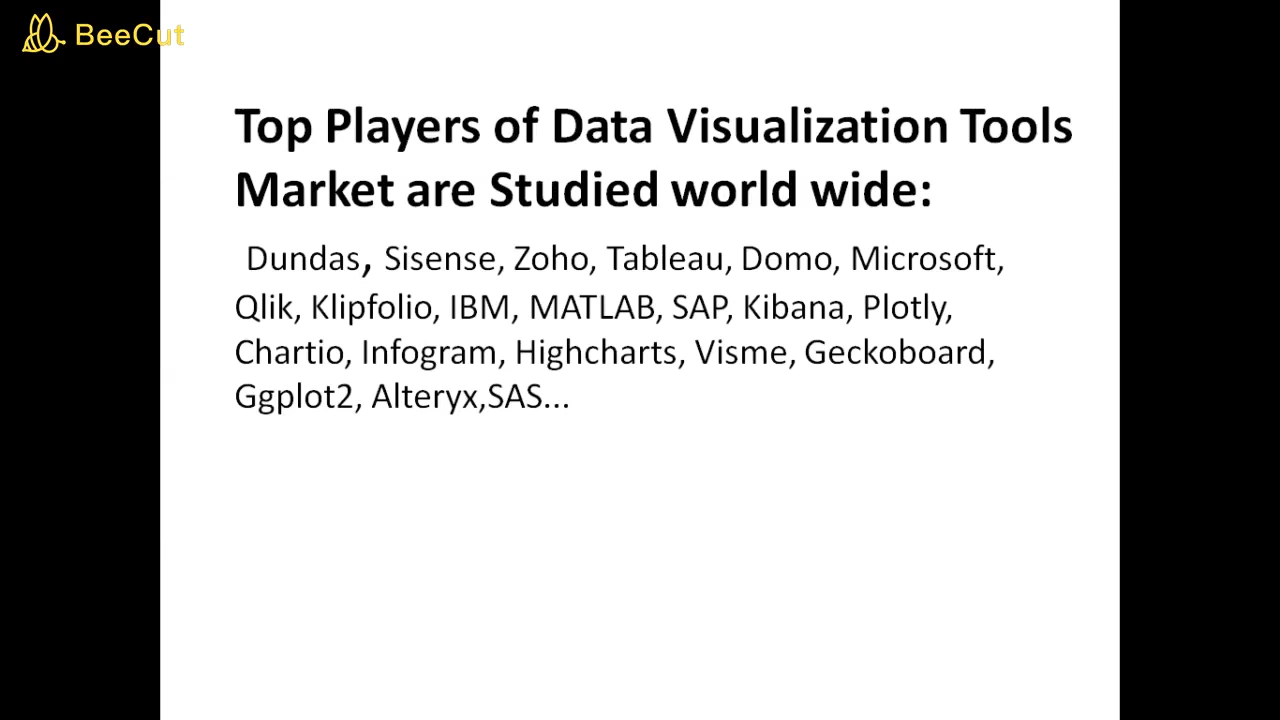 BeeCut
Top Players of Data Visualization Tools
Market are Studied world wide:
Dundas, Sisense, Zoho, Tableau, Domo, Microsoft,
Qlik, Klipfolio, IBM, MATLAB, SAP, Kibana, Plotly,
Chartio, Infogram, Highcharts, Visme, Geckoboard,
Ggplot2, Alteryx,SAS...